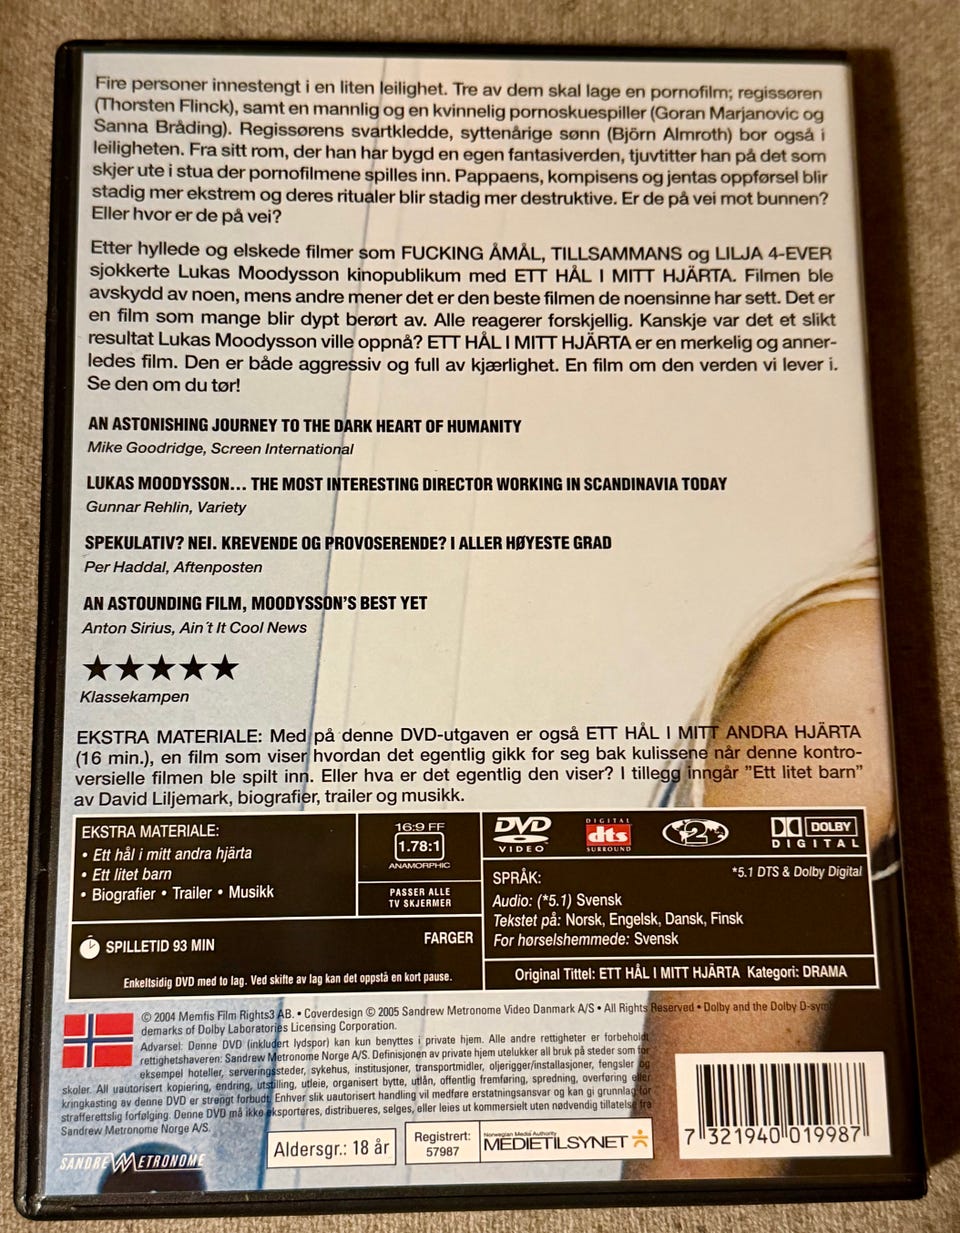 Fire personer innestengt i en liten leilighet. Tre av dem skal lage en pornofilm; regissøren
(Thorsten Flinck), samt en mannlig og en kvinnelig pornoskuespiller (Goran Marjanovic og
Sanna Bråding). Regissørens svartkledde, syttenårige sønn (Björn Almroth) bor også i
leiligheten. Fra sitt rom, der han har bygd en egen fantasiverden, tjuvtitter han på det som
skjer ute i stua der pornofilmene spilles inn. Pappaens, kompisens og jentas oppførsel blir
stadig mer ekstrem og deres ritualer blir stadig mer destruktive. Er de på vei mot bunnen?
Eller hvor er de på vei?
Etter hyllede og elskede filmer som FUCKING ÅMÅL, TILLSAMMANS og LILJA 4-EVER
sjokkerte Lukas Moodysson kinopublikum med ETT HÅL I MITT HJÄRTA. Filmen ble
avskydd av noen, mens andre mener det er den beste filmen de noensinne har sett. Det er
en film som mange blir dypt berørt av. Alle reagerer forskjellig. Kanskje var det et slikt
resultat Lukas Moodysson ville oppnå? ETT HÅL I MITT HJÄRTA er en merkelig og anner-
ledes film. Den er både aggressiv og full av kjærlighet. En film om den verden vi lever i.
Se den om du tør!
AN ASTONISHING JOURNEY TO THE DARK HEART OF HUMANITY
Mike Goodridge, Screen International
LUKAS MOODYSSON... THE MOST INTERESTING DIRECTOR WORKING IN SCANDINAVIA TODAY
Gunnar Rehlin, Variety
SPEKULATIV? NEI. KREVENDE OG PROVOSERENDE? I ALLER HØYESTE GRAD
Per Haddal, Aftenposten
AN ASTOUNDING FILM, MOODYSSON'S BEST YET
Anton Sirius, Ain´t It Cool News
★★★★★
Klassekampen
EKSTRA MATERIALE: Med på denne DVD-utgaven er også ETT HÅL I MITT ANDRA HJÄRTA
(16 min.), en film som viser hvordan det egentlig gikk for seg bak kulissene når denne kontro-
versielle filmen ble spilt inn. Eller hva er det egentlig den viser? I tillegg inngår "Ett litet barn"
av David Liljemark, biografier, trailer og musikk.
EKSTRA MATERIALE:
• Ett hål i mitt andra hjärta
• Ett litet barn
• Biografier • Trailer • Musikk
16:9 FF
1.78:1
ANAMORPHIC
PASSER ALLE
TV SKJERMER
SPILLETID 93 MIN
FARGER
Enkeltsidig DVD med to lag. Ved skifte av lag kan det oppstå en kort pause.
DVD
VIDEO
DIGITAL
dts
SURROUND
2
DOLBY
DIGITAL
*5.1 DTS & Dolby Digital
SPRÅK:
Audio: (*5.1) Svensk
Tekstet på: Norsk, Engelsk, Dansk, Finsk
For hørselshemmede: Svensk
Original Tittel: ETT HÅL I MITT HJÄRTA Kategori: DRAMA
© 2004 Memfis Film Rights3 AB. • Coverdesign © 2005 Sandrew Metronome Video Danmark A/S • All Rights Reserved • Dolby and the Dolby D-sym
demarks of Dolby Laboratories Licensing Corporation.
Advarsel: Denne DVD (inkludert lydspor) kan kun benyttes i privat hjem. Alle andre rettigheter er forbeholdt
rettighetshaveren: Sandrew Metronome Norge A/S. Definisjonen av private hjem utelukker all bruk på steder som for
eksempel hoteller, serveringssteder, sykehus, institusjoner, transportmidler, oljerigger/installasjoner, fengsler og
skoler. All uautorisert kopiering, endring, utstilling, utleie, organisert bytte, utlån, offentlig fremføring, spredning, overføring eller
kringkasting av denne DVD er strengt forbudt. Enhver slik uautorisert handling vil medføre erstatningsansvar og kan gi grunnlag for
strafferettslig forfølging. Denne DVD må ikke eksporteres, distribueres, selges, eller leies ut kommersielt uten nødvendig tillatelse fra
Sandrew Metronome Norge A/S.
SANDREW METRONOME
Aldersgr.: 18 år
Registrert:
57987
Norwegian Media Authority
MEDIETILSYNET
7 321940 019987